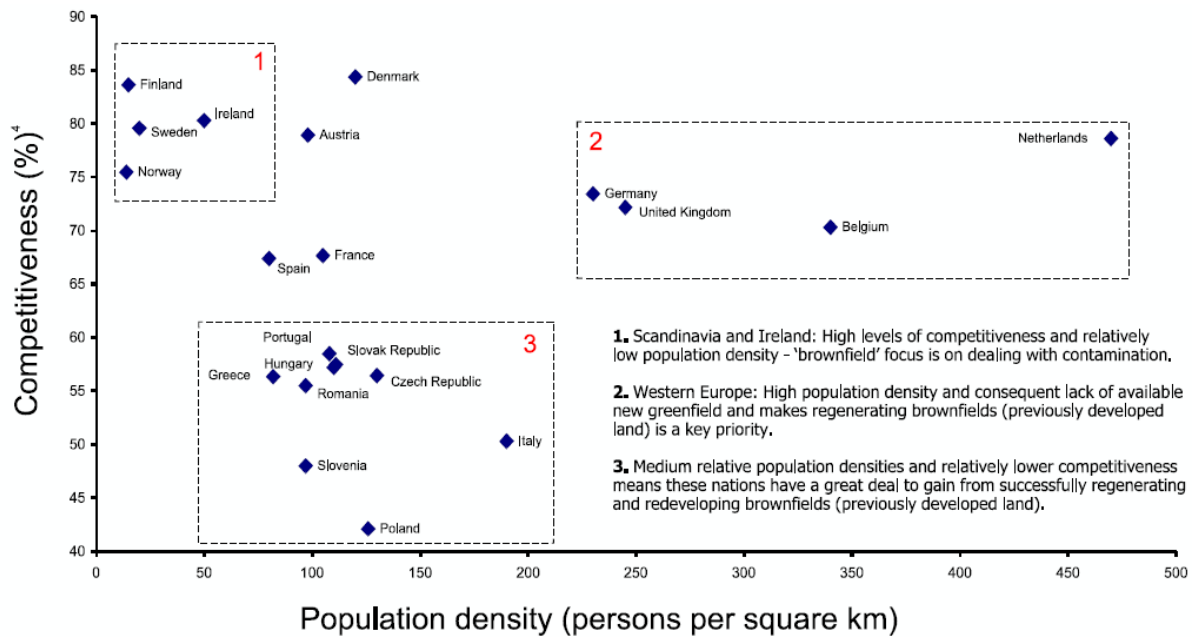 90
85
80
75
70
65
60
55
50
45
40
Competitiveness (%)⁴
1
Finland
Ireland
Sweden
Norway
Denmark
Austria
2
Netherlands
Germany
United Kingdom
Belgium
Spain
France
3
Portugal
Slovak Republic
Hungary
Greece
Czech Republic
Romania
Italy
Slovenia
Poland
1. Scandinavia and Ireland: High levels of competitiveness and relatively
low population density - 'brownfield' focus is on dealing with contamination.
2. Western Europe: High population density and consequent lack of available
new greenfield and makes regenerating brownfields (previously developed
land) is a key priority.
3. Medium relative population densities and relatively lower competitiveness
means these nations have a great deal to gain from successfully regenerating
and redeveloping brownfields (previously developed land).
0 50 100 150 200 250 300 350 400 450 500
Population density (persons per square km)